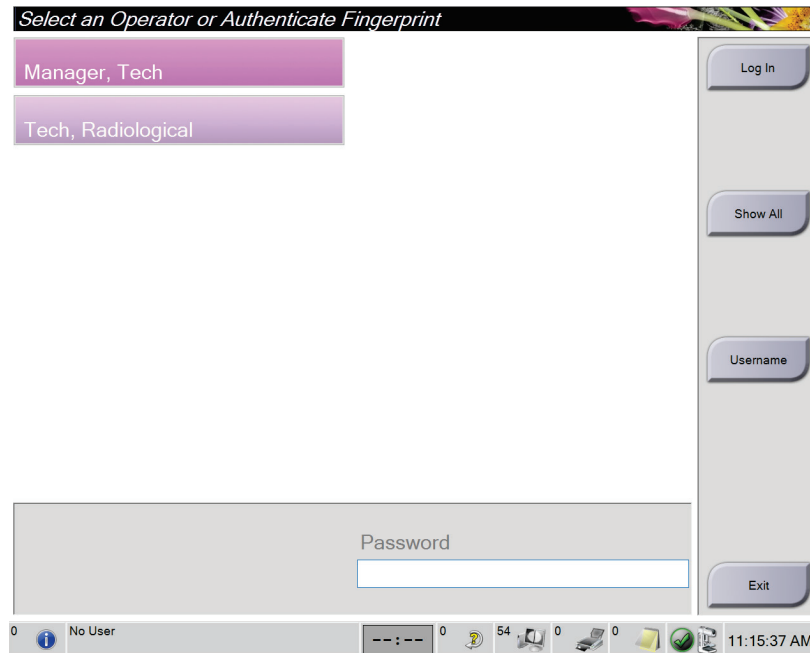 Select an Operator or Authenticate Fingerprint
Manager, Tech
Tech, Radiological
Log In
Show All
Username
Password
Exit
0
No User
--:--
0
54
0
0
11:15:37 AM